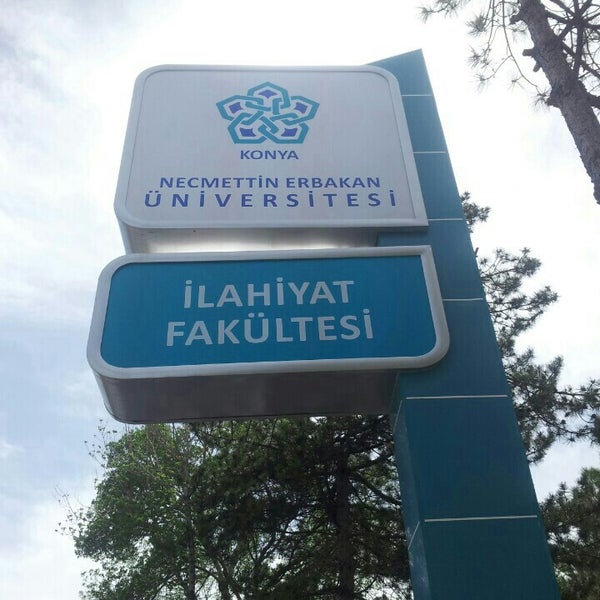 KONYA
NECMETTİN ERBAKAN
ÜNİVERSİTESİ
İLAHİYAT
FAKÜLTESİ